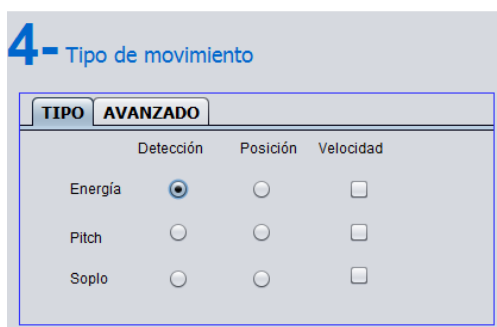 4- Tipo de movimiento
TIPO AVANZADO
Detección Posición Velocidad
Energía
Pitch
Soplo